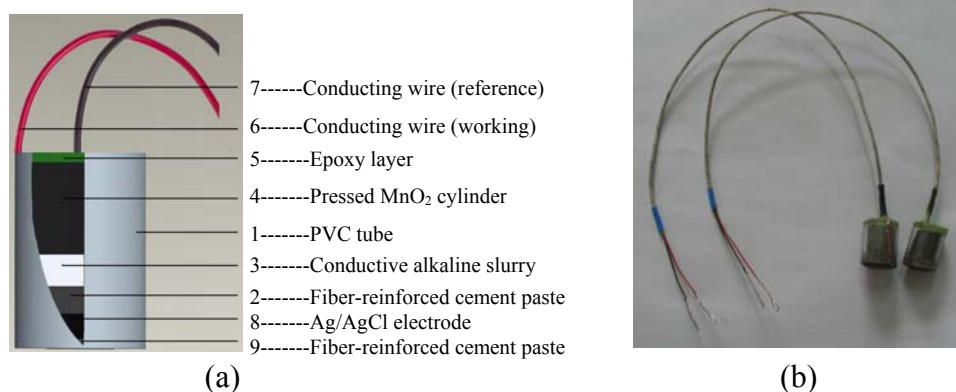 7------Conducting wire (reference)
6------Conducting wire (working)
5-------Epoxy layer
4-------Pressed MnO₂ cylinder
1-------PVC tube
3-------Conductive alkaline slurry
2-------Fiber-reinforced cement paste
8-------Ag/AgCl electrode
9-------Fiber-reinforced cement paste
(a)
(b)